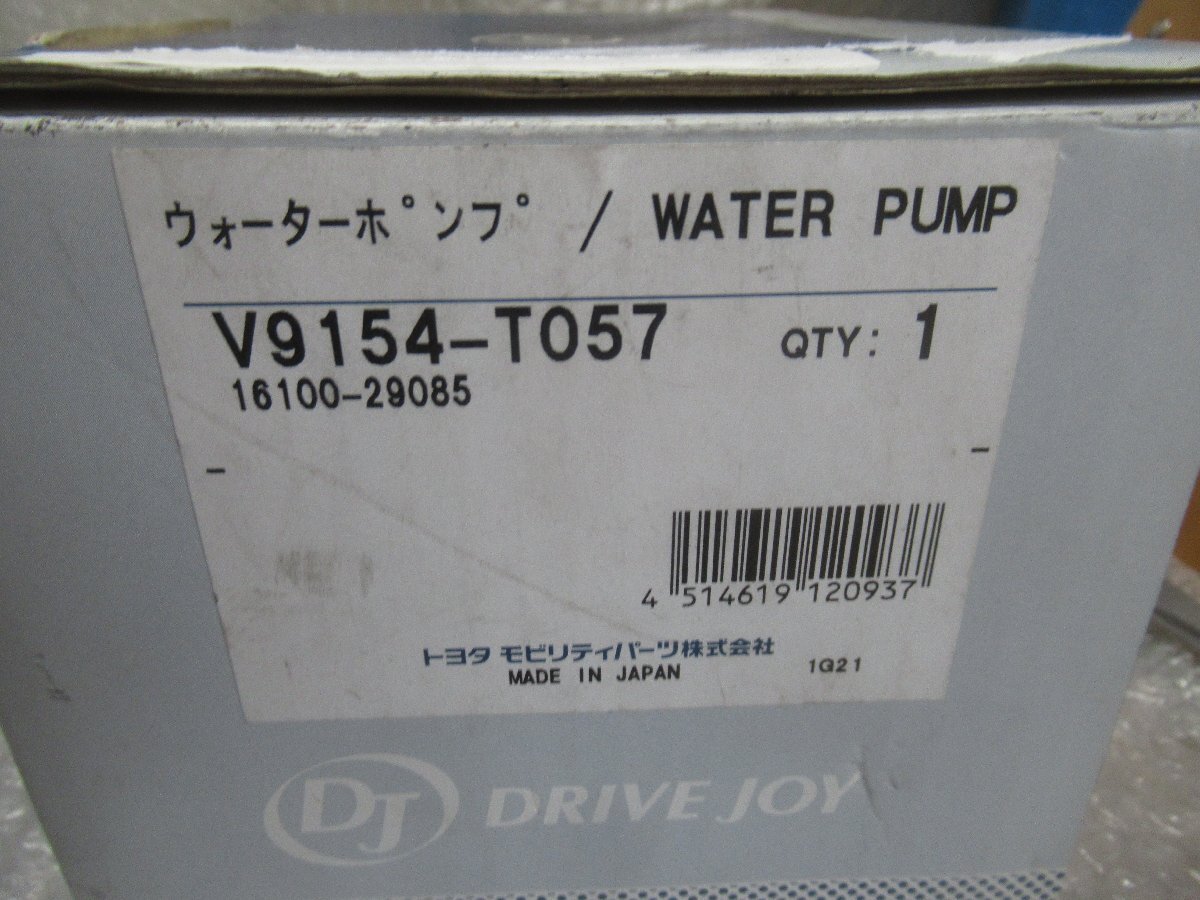 ウォーターポンプ / WATER PUMP
V9154-T057 QTY: 1
16100-29085
- -
4 514619 120937
トヨタ モビリティパーツ株式会社
MADE IN JAPAN 1G21
DJ DRIVE JOY